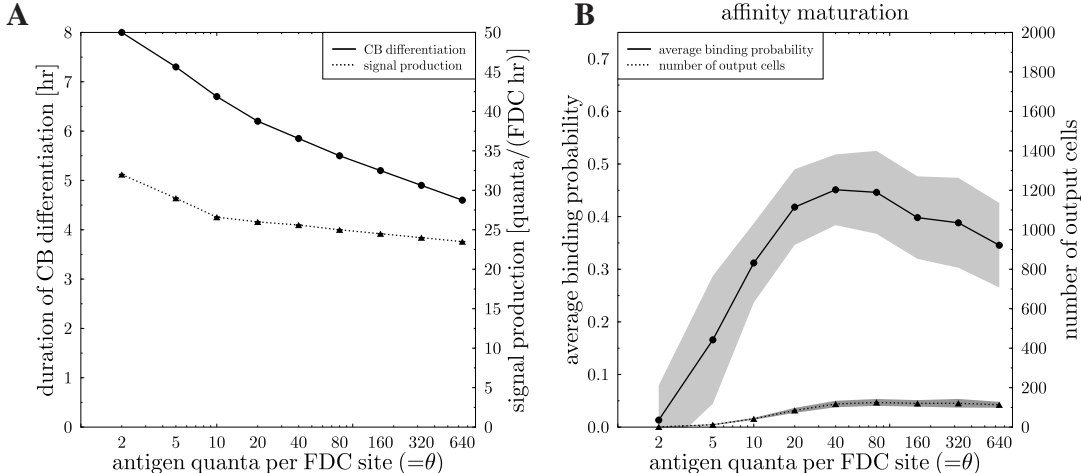 A
8
7
6
5
4
3
2
1
0
duration of CB differentiation [hr]
CB differentiation
signal production
50
45
40
35
30
25
20
15
10
5
0
signal production [quanta/(FDC hr)]
2 5 10 20 40 80 160 320 640
antigen quanta per FDC site (=θ)
B
affinity maturation
0.7
0.6
0.5
0.4
0.3
0.2
0.1
0.0
average binding probability
average binding probability
number of output cells
2000
1800
1600
1400
1200
1000
800
600
400
200
0
number of output cells
2 5 10 20 40 80 160 320 640
antigen quanta per FDC site (=θ)